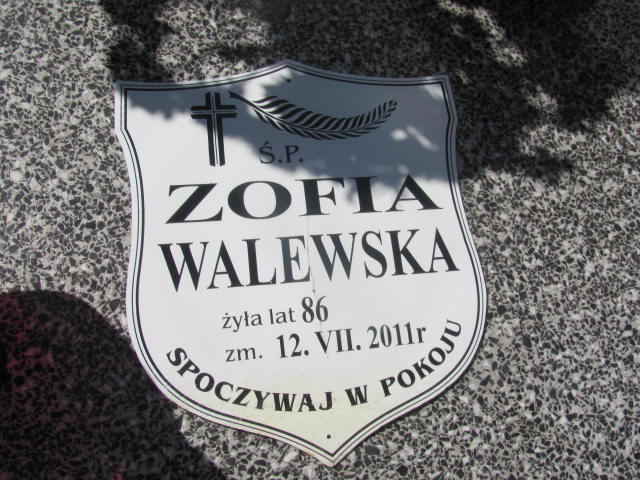 Ś.P.
ZOFIA
WALEWSKA
żyła lat 86
zm. 12. VII. 2011r
SPOCZYWAJ W POKOJU